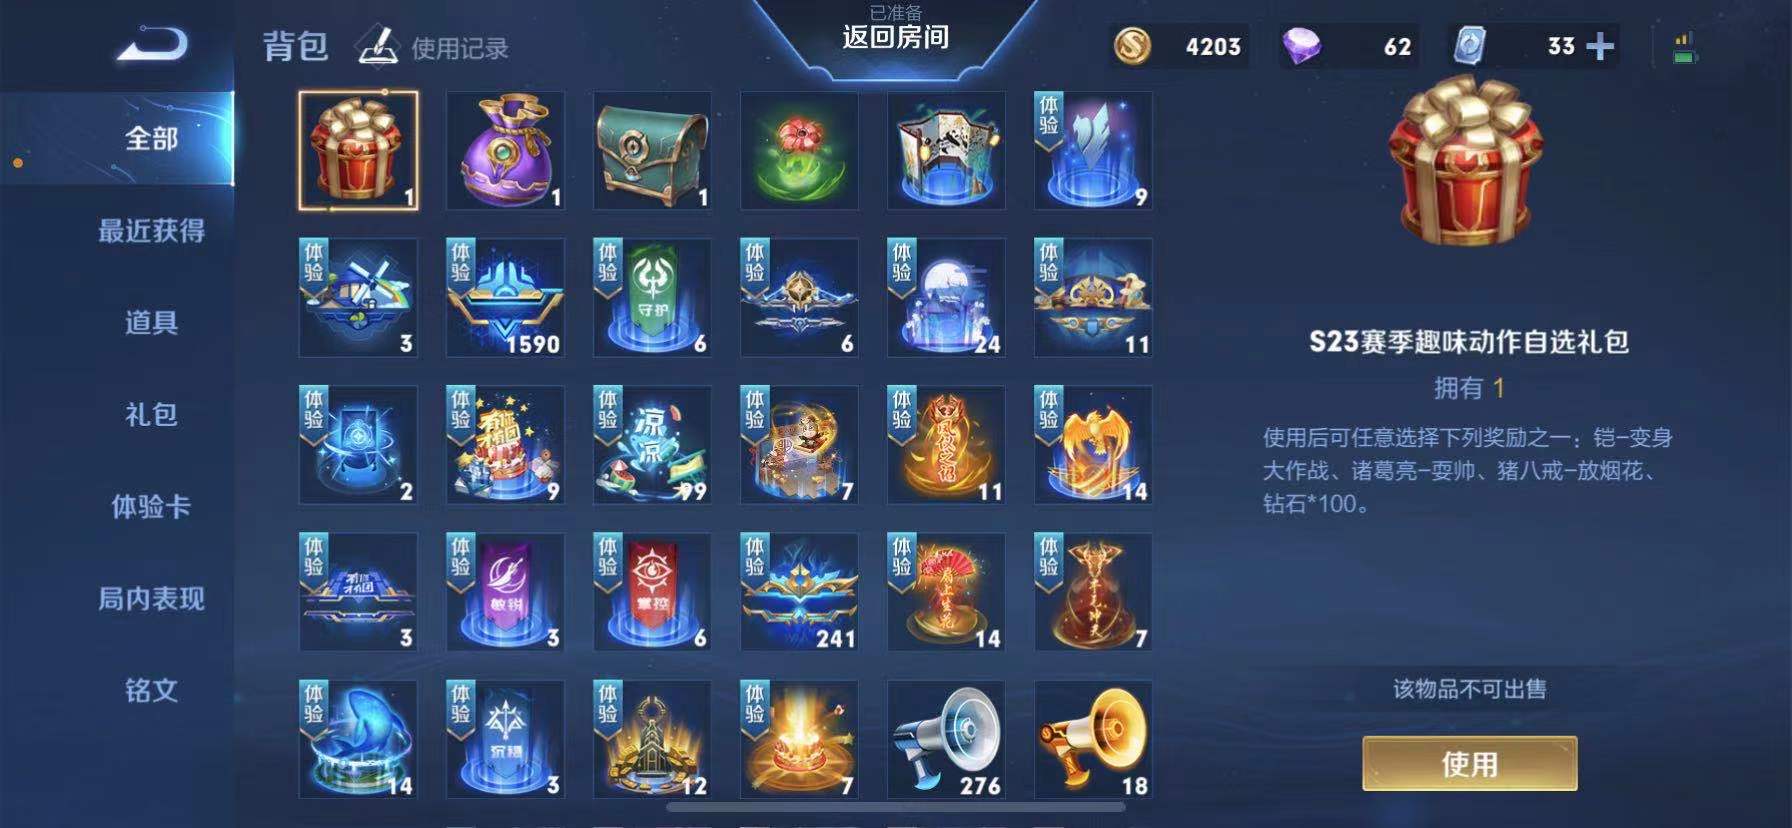 已准备
返回房间
背包
使用记录
4203
62
33
全部
最近获得
道具
礼包
体验卡
局内表现
铭文
1
1
1
体验
9
体验
3
体验
1590
体验
守护
6
体验
6
体验
24
体验
11
体验
2
体验
9
体验
凉凉
99
体验
7
体验
凤仪之招
11
体验
14
体验
3
体验
敏锐
3
体验
掌控
6
体验
241
体验
扇上生花
14
体验
7
体验
14
体验
沉稳
3
体验
12
体验
7
276
18
S23赛季趣味动作自选礼包
拥有 1
使用后可任意选择下列奖励之一：铠-变身
大作战、诸葛亮-耍帅、猪八戒-放烟花、
钻石*100。
该物品不可出售
使用